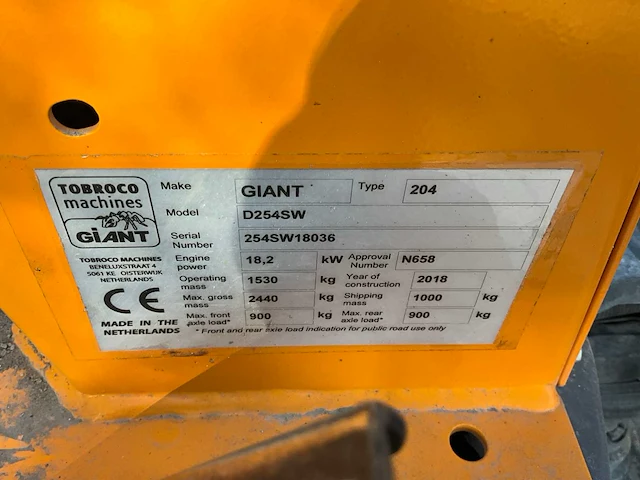 TOBROCO
machines
GiANT
TOBROCO MACHINES
BENELUXSTRAAT 4
5061 KE OISTERWIJK
NETHERLANDS
CE
MADE IN THE
NETHERLANDS
Make GIANT Type 204
Model D254SW
Serial Number 254SW18036
Engine power 18,2 kW Approval Number N658
Operating mass 1530 kg Year of construction 2018
Max. gross mass 2440 kg Shipping mass 1000 kg
Max. front axle load* 900 kg Max. rear axle load* 900 kg
* Front and rear axle load indication for public road use only